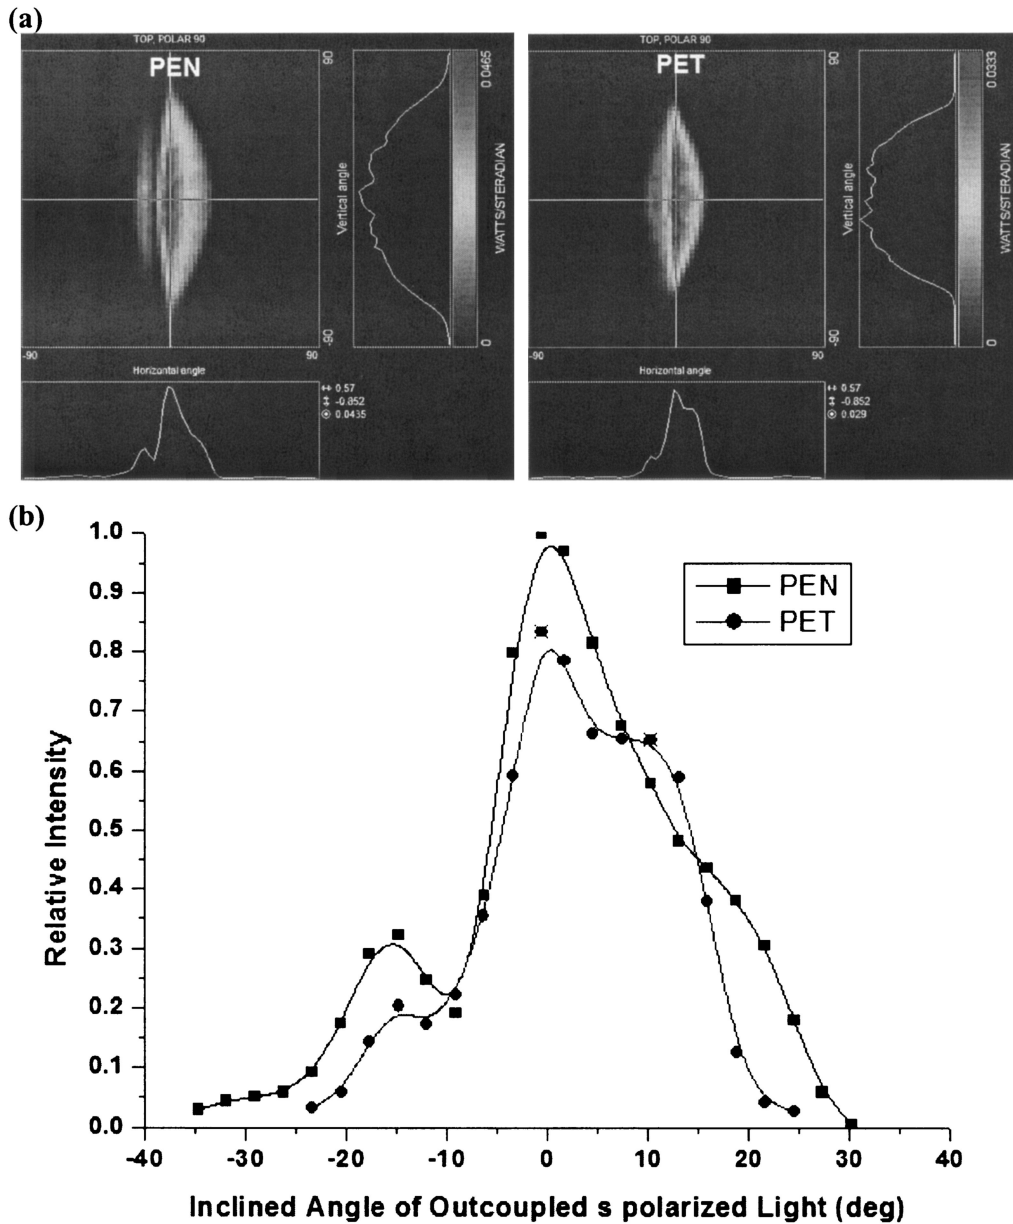 (a)
TOP, POLAR 90
PEN
90
Vertical angle
-90
0.0465
WATTS/STERADIAN
0
-90
90
Horizontal angle
0.57
-0.852
0.0435
TOP, POLAR 90
PET
90
Vertical angle
-90
0.0333
WATTS/STERADIAN
0
-90
90
Horizontal angle
0.57
-0.852
0.029
(b)
1.0
0.9
0.8
0.7
0.6
0.5
0.4
0.3
0.2
0.1
0.0
Relative Intensity
PEN
PET
-40 -30 -20 -10 0 10 20 30 40
Inclined Angle of Outcoupled s polarized Light (deg)